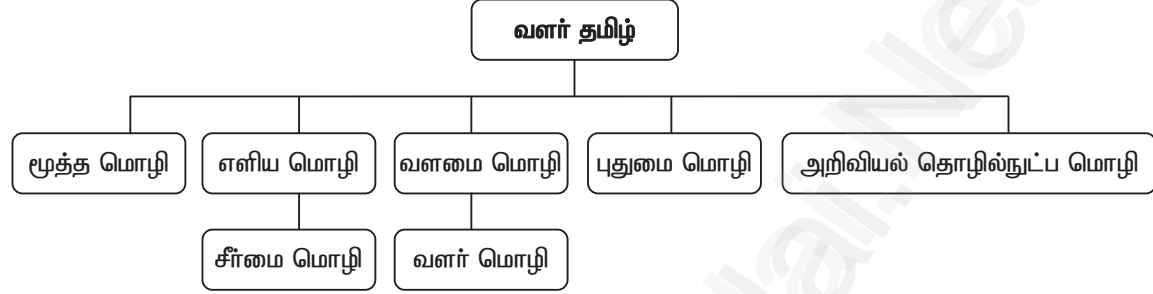 வளர் தமிழ்
மூத்த மொழி
எளிய மொழி
வளமை மொழி
புதுமை மொழி
அறிவியல் தொழில்நுட்ப மொழி
சீர்மை மொழி
வளர் மொழி